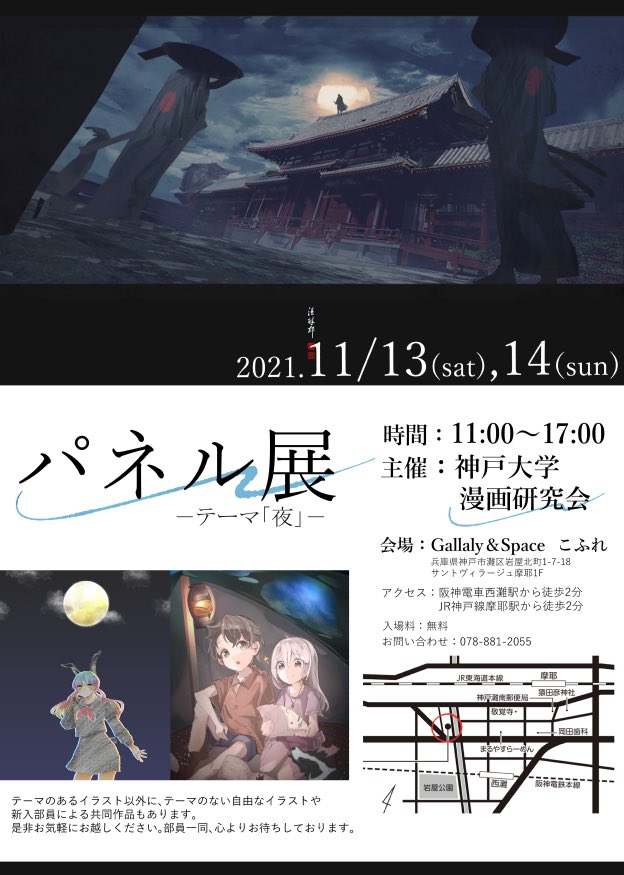 2021.11/13(sat),14(sun)
パネル展
－テーマ「夜」－
時間：11:00～17:00
主催：神戸大学
漫画研究会
会場：Gallaly＆Space こふれ
兵庫県神戸市灘区岩屋北町1-7-18
サントヴィラージュ摩耶1F
アクセス：阪神電車西灘駅から徒歩2分
JR神戸線摩耶駅から徒歩2分
入場料：無料
お問い合わせ：078-881-2055
JR東海道本線
摩耶
神戸灘南郵便局
猿田彦神社
敬覚寺
岡田歯科
まるやすらーめん
岩屋公園
西灘
阪神電鉄本線
テーマのあるイラスト以外に、テーマのない自由なイラストや
新入部員による共同作品もあります。
是非お気軽にお越しください。部員一同、心よりお待ちしております。